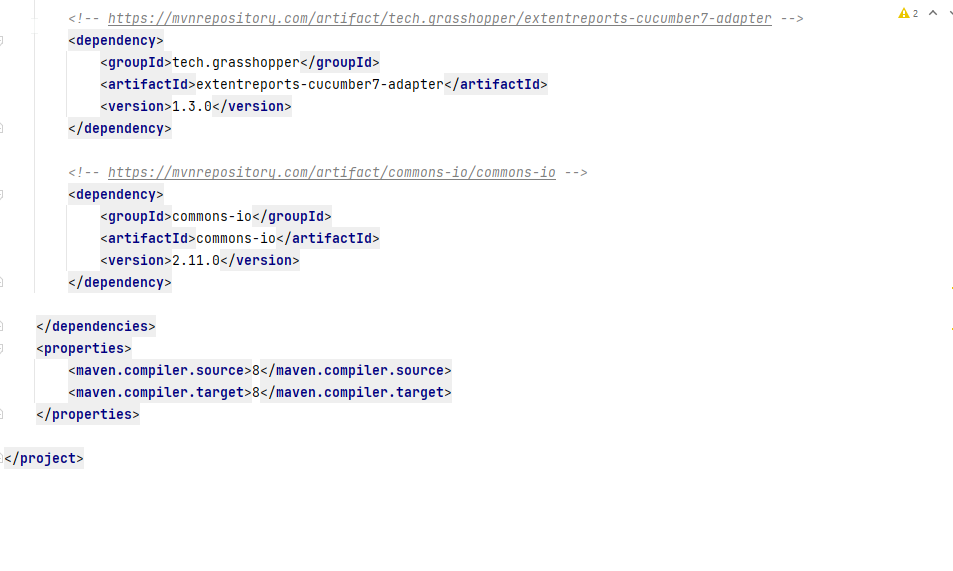 <!-- https://mvnrepository.com/artifact/tech.grasshopper/extentreports-cucumber7-adapter -->
2
<dependency>
<groupId>tech.grasshopper</groupId>
<artifactId>extentreports-cucumber7-adapter</artifactId>
<version>1.3.0</version>
</dependency>
<!-- https://mvnrepository.com/artifact/commons-io/commons-io -->
<dependency>
<groupId>commons-io</groupId>
<artifactId>commons-io</artifactId>
<version>2.11.0</version>
</dependency>
</dependencies>
<properties>
<maven.compiler.source>8</maven.compiler.source>
<maven.compiler.target>8</maven.compiler.target>
</properties>
</project>